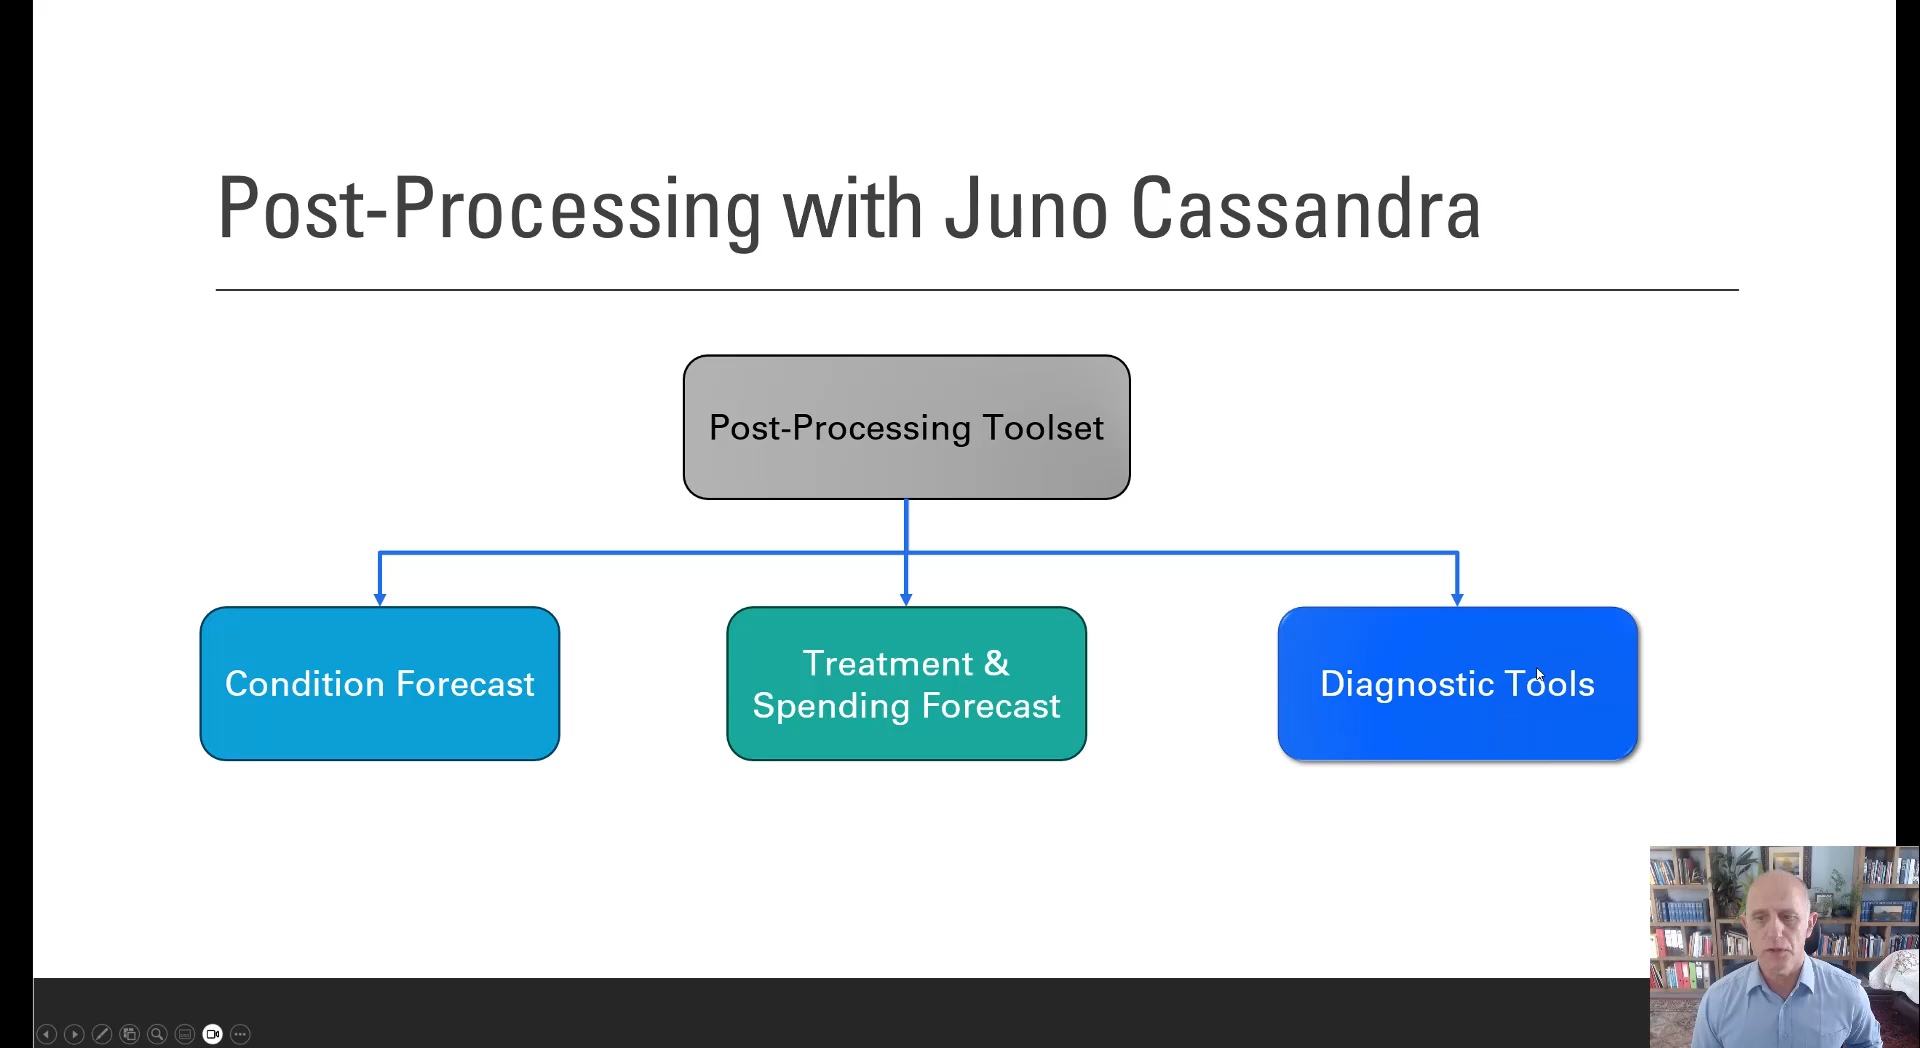 Post-Processing with Juno Cassandra
Post-Processing Toolset
Condition Forecast
Treatment &
Spending Forecast
Diagnostic Tools